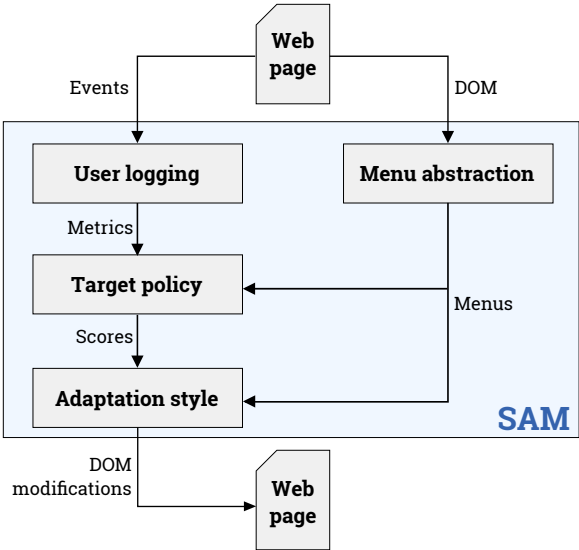 Web
page
Events
DOM
User logging
Menu abstraction
Metrics
Target policy
Menus
Scores
Adaptation style
SAM
DOM
modifications
Web
page